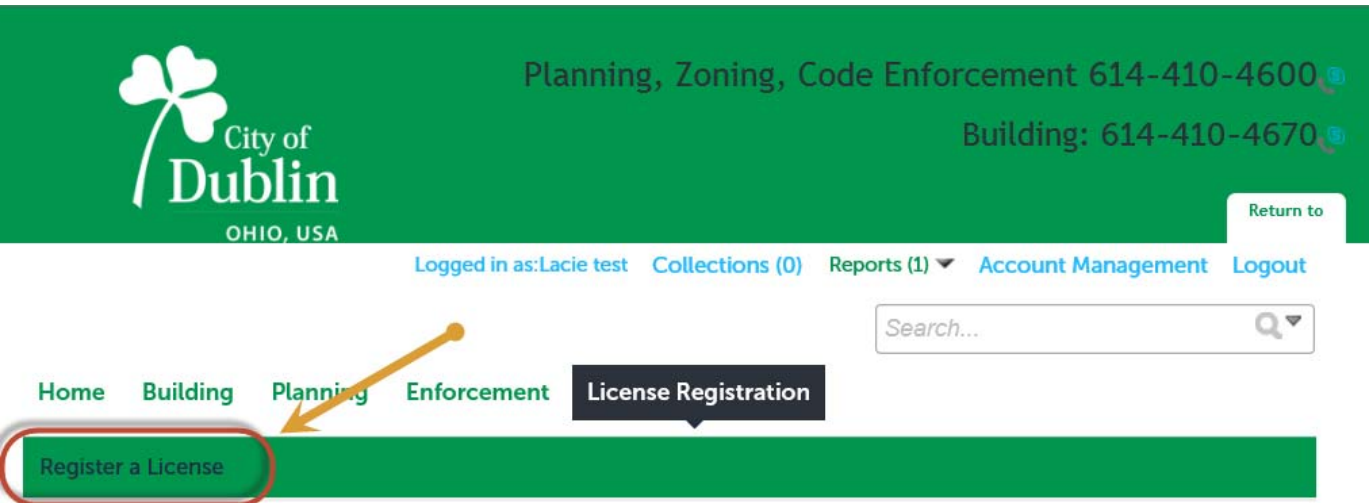 Planning, Zoning, Code Enforcement 614-410-4600
Building: 614-410-4670
City of
Dublin
OHIO, USA
Return to
Logged in as:Lacie test Collections (0) Reports (1) Account Management Logout
Search...
Home Building Planning Enforcement License Registration
Register a License